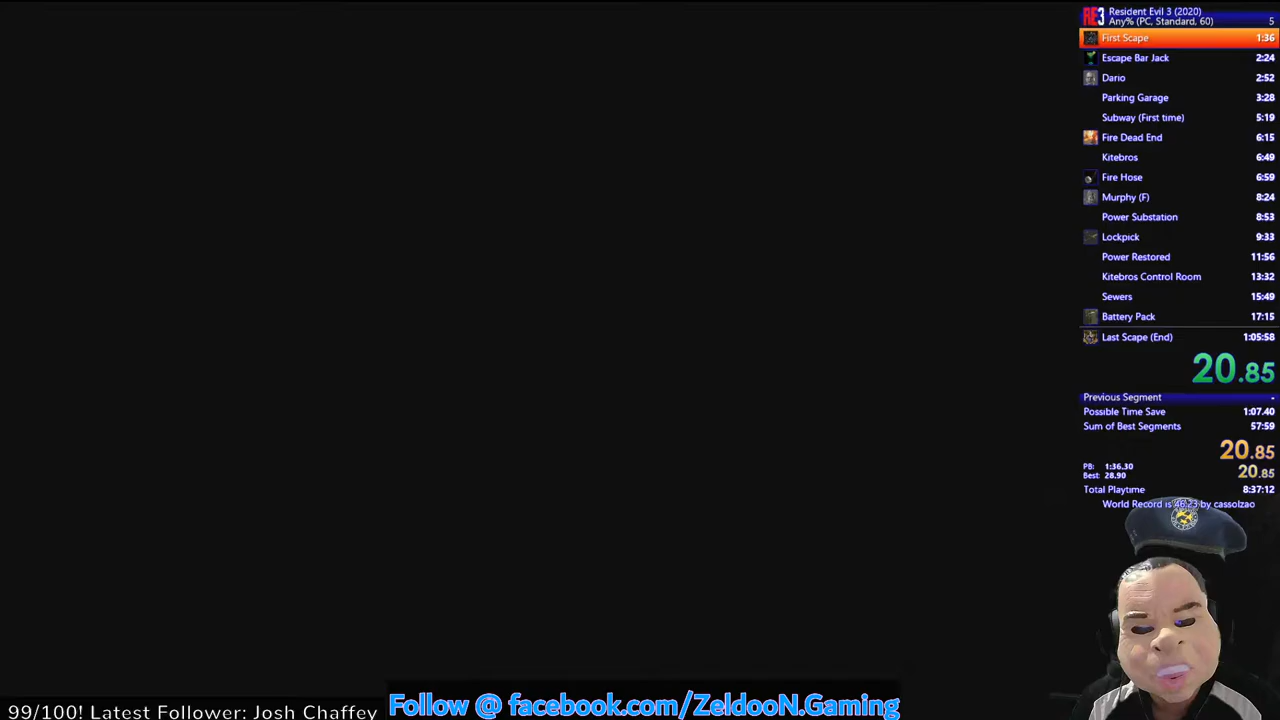 RE3
Resident Evil 3 (2020)
Any% (PC, Standard, 60) 5
First Scape 1:36
Escape Bar Jack 2:24
Dario 2:52
Parking Garage 3:28
Subway (First time) 5:19
Fire Dead End 6:15
Kitebros 6:49
Fire Hose 6:59
Murphy (F) 8:24
Power Substation 8:53
Lockpick 9:33
Power Restored 11:56
Kitebros Control Room 13:32
Sewers 15:49
Battery Pack 17:15
Last Scape (End) 1:05:58
20.85
Previous Segment -
Possible Time Save 1:07.40
Sum of Best Segments 57:59
20.85
PB: 1:36.30
Best: 28.90
20.85
Total Playtime 8:37:12
World Record is 46:23 by cassolzao
99/100! Latest Follower: Josh Chaffey
Follow @ facebook.com/ZeldooN.Gaming